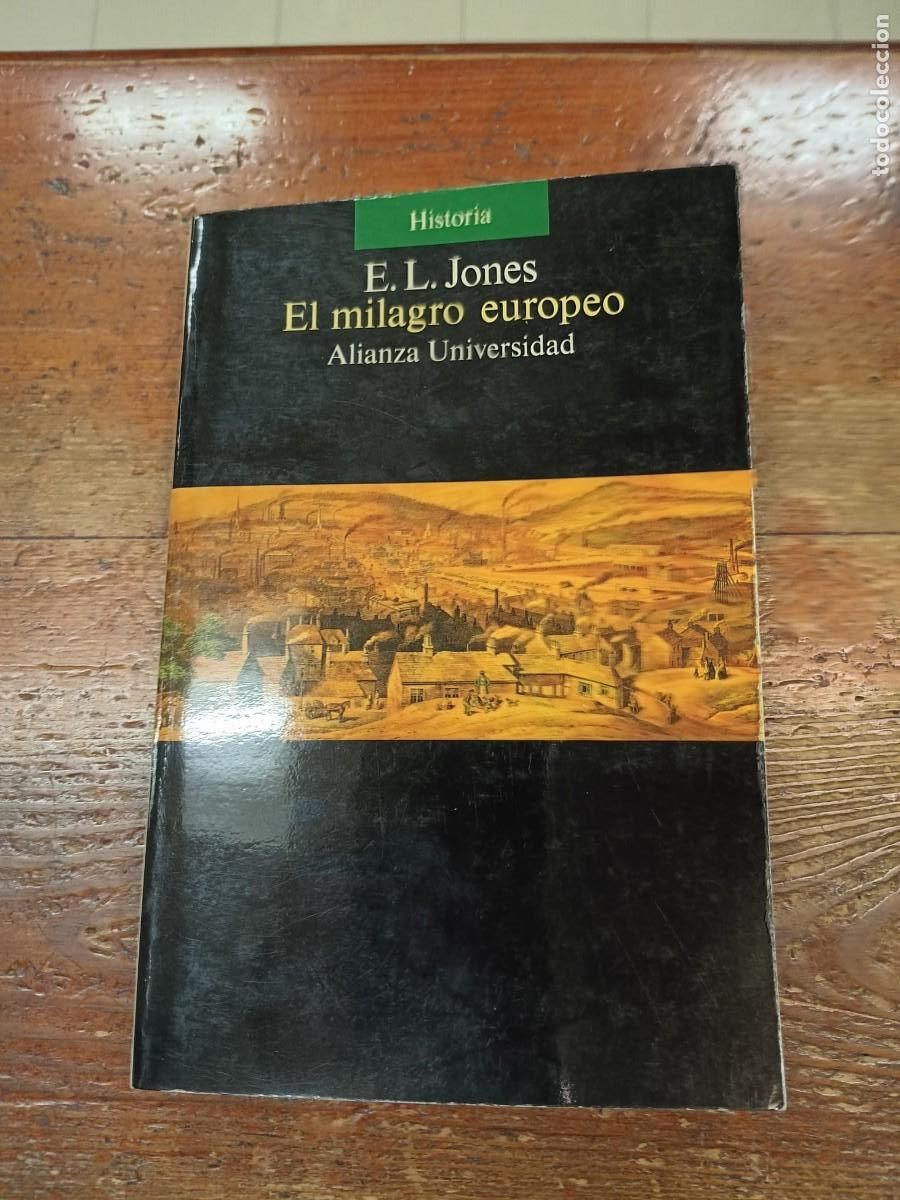 Historia
E. L. Jones
El milagro europeo
Alianza Universidad
todocoleccion